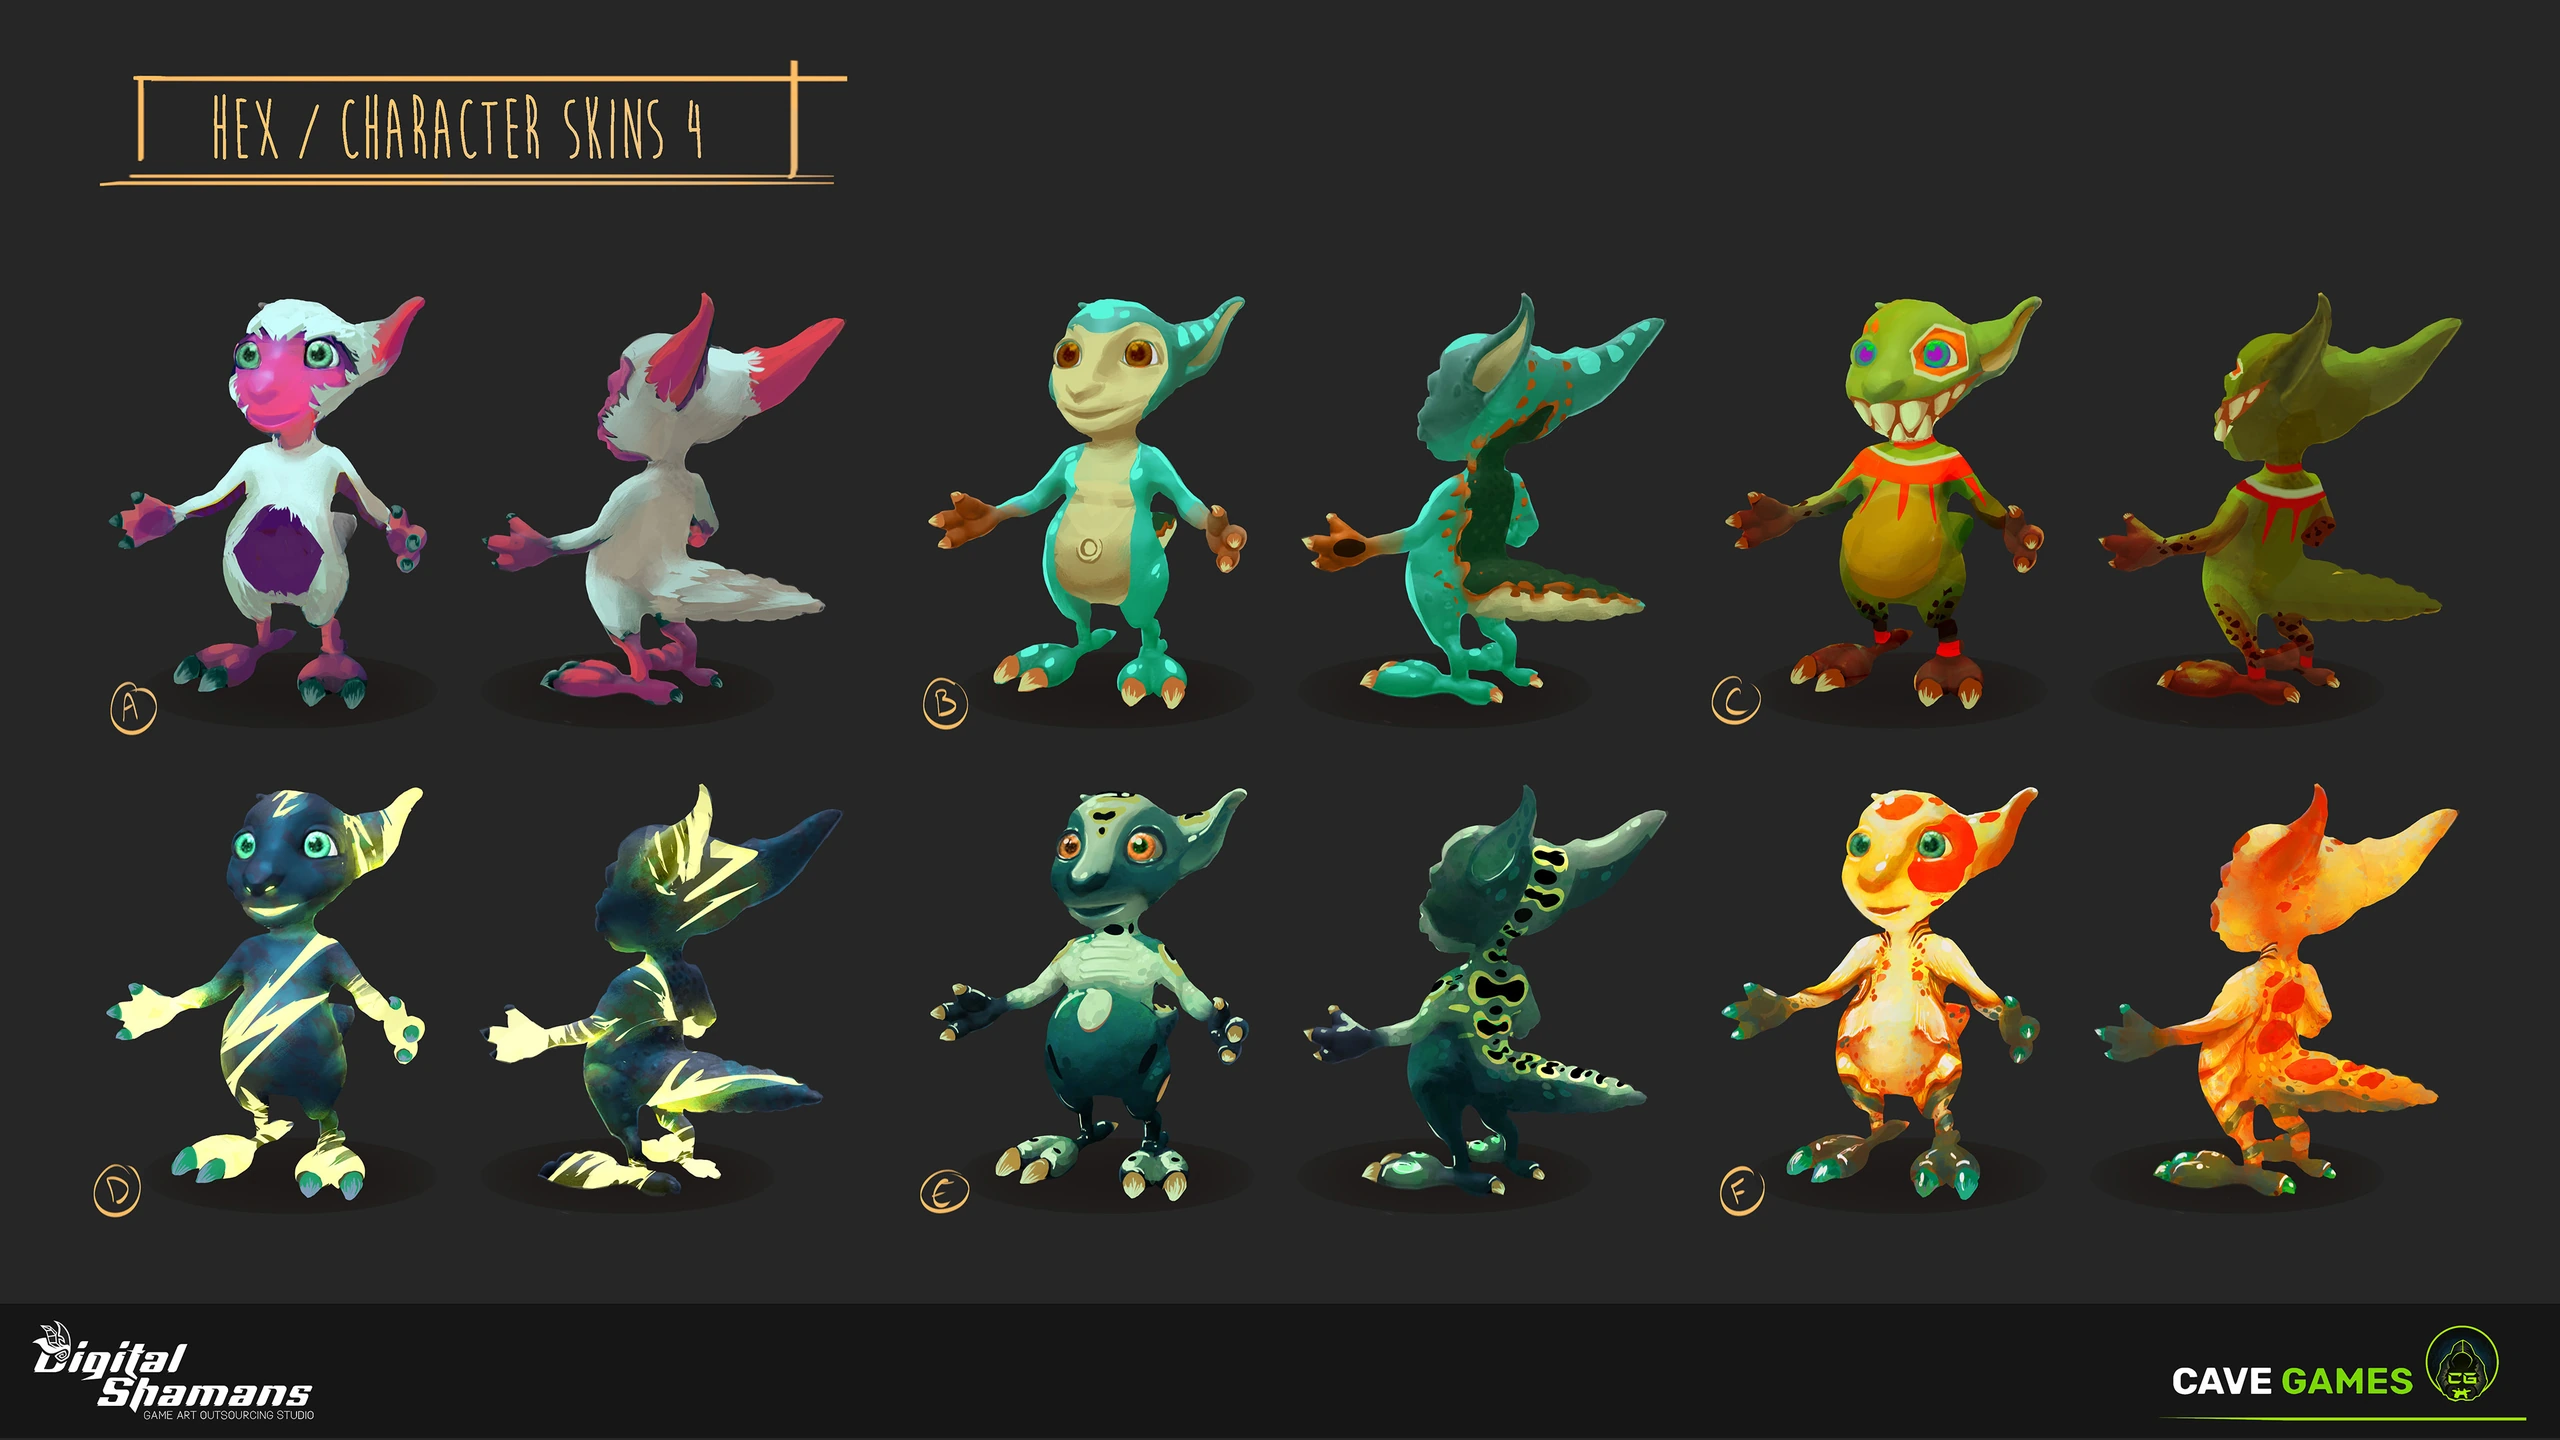 HEX / CHARACTER SKINS 4
A
B
C
D
E
F
Digital
Shamans
GAME ART OUTSOURCING STUDIO
CAVE GAMES
CG